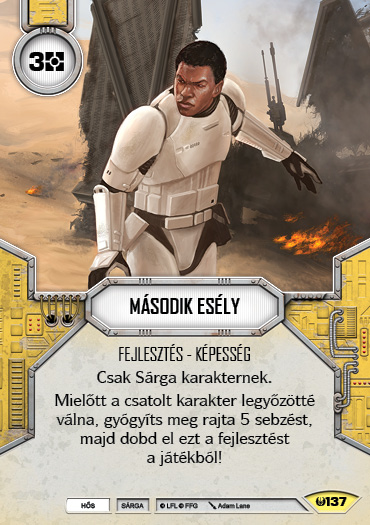 3
MÁSODIK ESÉLY
FEJLESZTÉS - KÉPESSÉG
Csak Sárga karakternek.
Mielőtt a csatolt karakter legyőzötté
válna, gyógyíts meg rajta 5 sebzést,
majd dobd el ezt a fejlesztést
a játékból!
HŐS SÁRGA © LFL © FFG Adam Lane 137